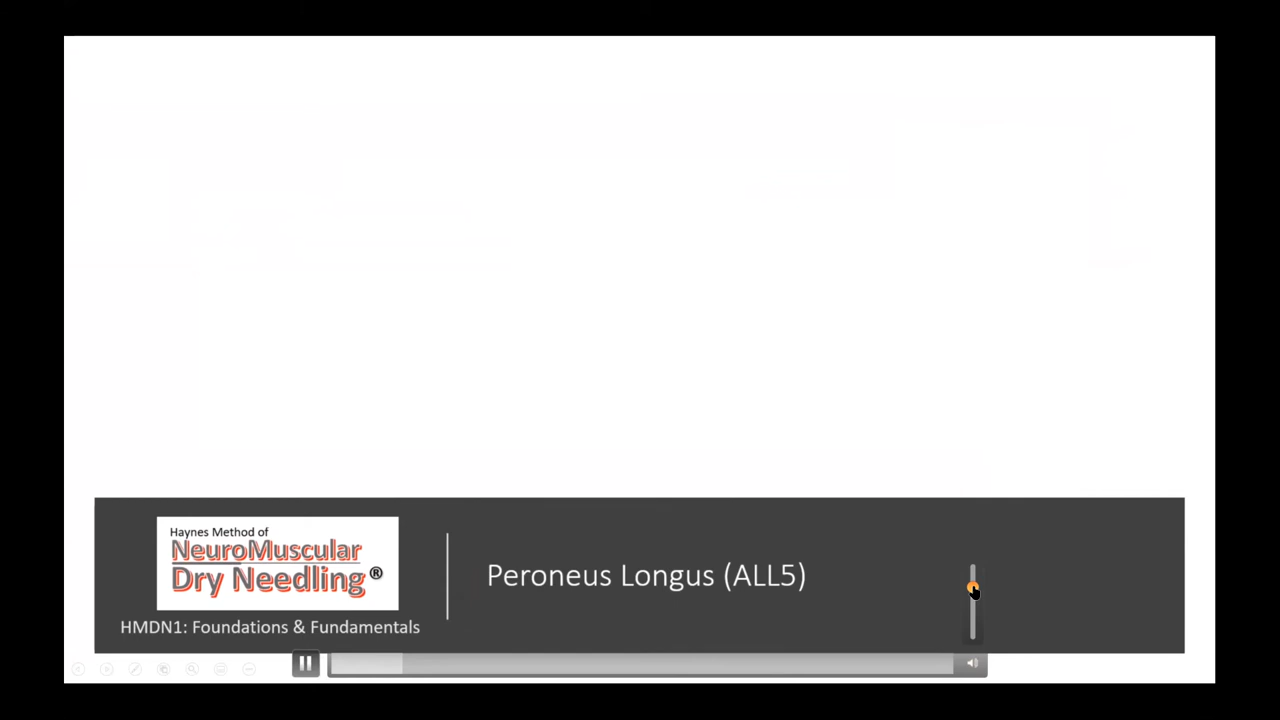 Haynes Method of
NeuroMuscular
Dry Needling®
HMDN1: Foundations & Fundamentals
Peroneus Longus (ALL5)